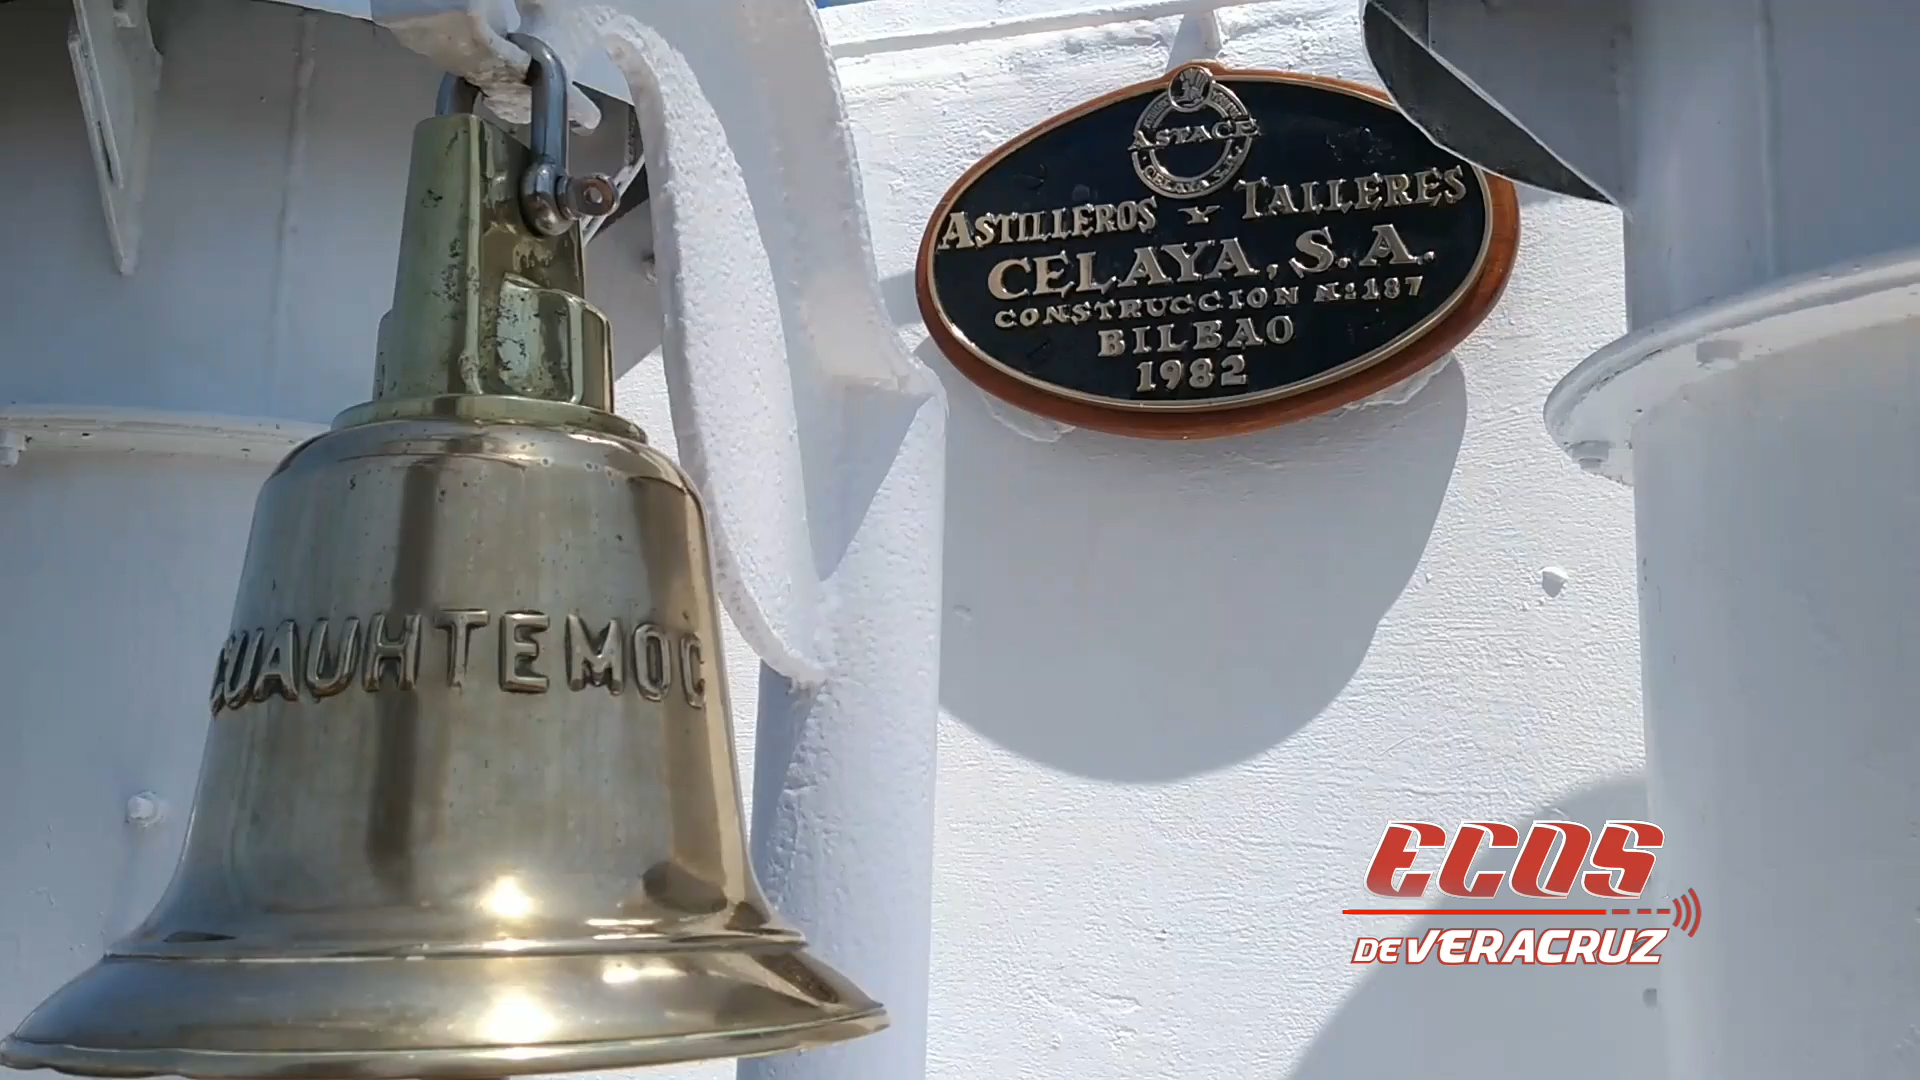 CUAUHTEMOC
ASTACE
CELAYA S.A.
ASTILLEROS Y TALLERES
CELAYA, S.A.
CONSTRUCCION Nº 187
BILBAO
1982
ECOS
DE VERACRUZ